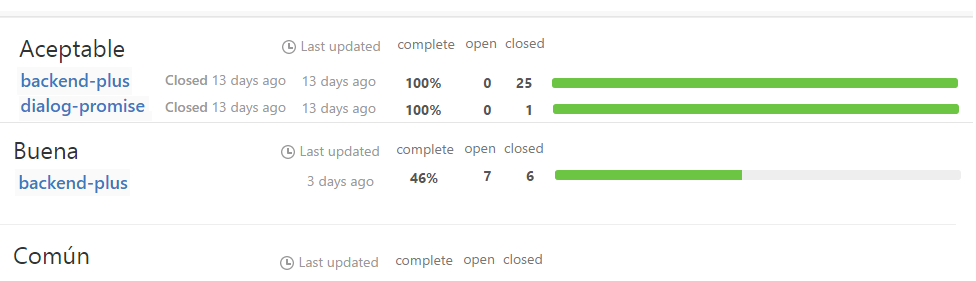 Aceptable Last updated complete open closed
backend-plus Closed 13 days ago 13 days ago 100% 0 25
dialog-promise Closed 13 days ago 13 days ago 100% 0 1
Buena Last updated complete open closed
backend-plus 3 days ago 46% 7 6
Común Last updated complete open closed